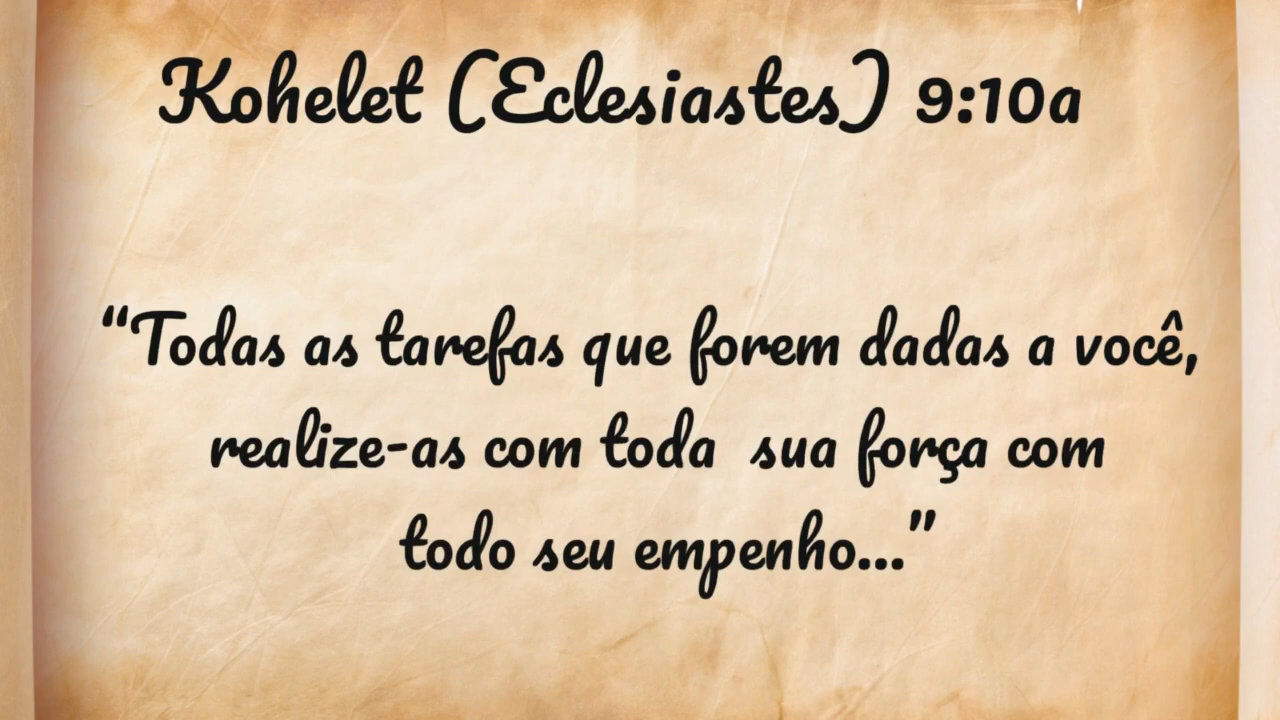 Kohelet (Eclesiastes) 9:10a
“Todas as tarefas que forem dadas a você,
realize-as com toda  sua força com
todo seu empenho...”